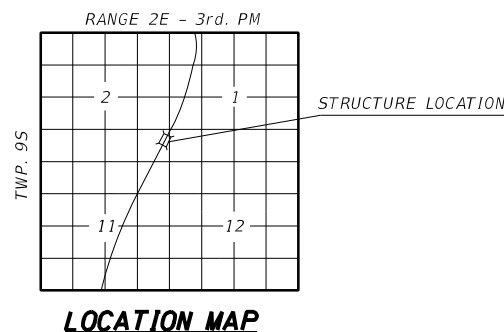 RANGE 2E - 3rd. PM
2
1
STRUCTURE LOCATION
TWP. 9S
11
12
LOCATION MAP